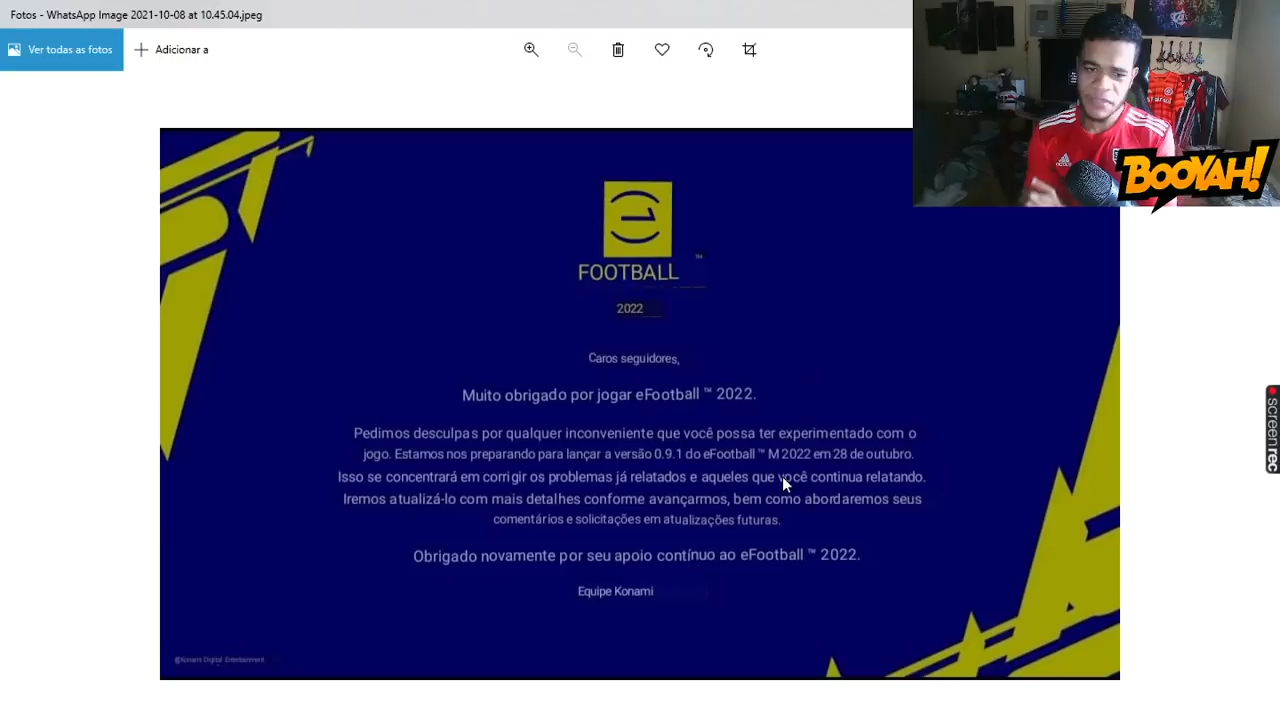 Fotos - WhatsApp Image 2021-10-08 at 10.45.04.jpeg
Ver todas as fotos
Adicionar a
BOOYAH!
FOOTBALL
TM
2022
Caros seguidores,
Muito obrigado por jogar eFootball ™ 2022.
Pedimos desculpas por qualquer inconveniente que você possa ter experimentado com o
jogo. Estamos nos preparando para lançar a versão 0.9.1 do eFootball ™ M 2022 em 28 de outubro.
Isso se concentrará em corrigir os problemas já relatados e aqueles que você continua relatando.
Iremos atualizá-lo com mais detalhes conforme avançarmos, bem como abordaremos seus
comentários e solicitações em atualizações futuras.
Obrigado novamente por seu apoio contínuo ao eFootball ™ 2022.
Equipe Konami
©Konami Digital Entertainment
screenrec